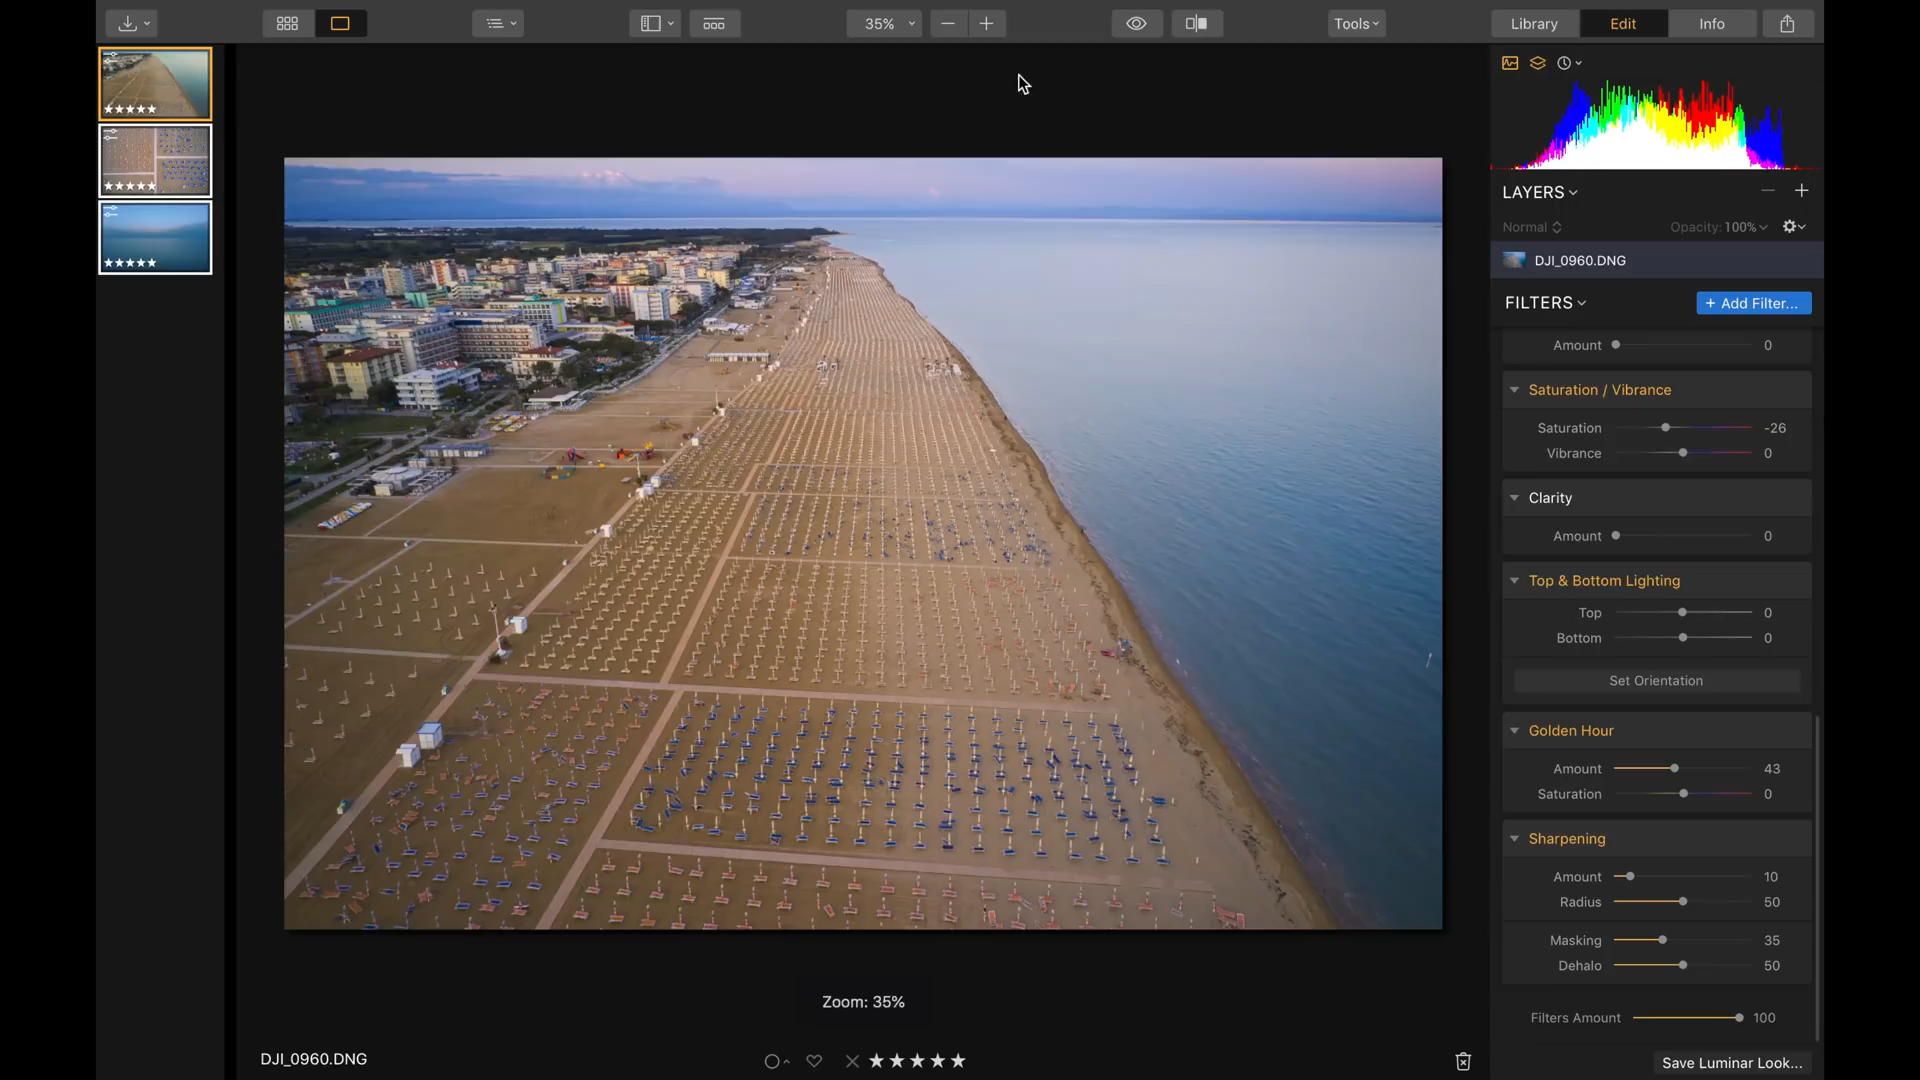 35%
Tools
Library
Edit
Info
LAYERS
Normal
Opacity: 100%
DJI_0960.DNG
FILTERS
+ Add Filter...
Amount 0
Saturation / Vibrance
Saturation -26
Vibrance 0
Clarity
Amount 0
Top & Bottom Lighting
Top 0
Bottom 0
Set Orientation
Golden Hour
Amount 43
Saturation 0
Sharpening
Amount 10
Radius 50
Masking 35
Dehalo 50
Filters Amount 100
Save Luminar Look...
Zoom: 35%
DJI_0960.DNG